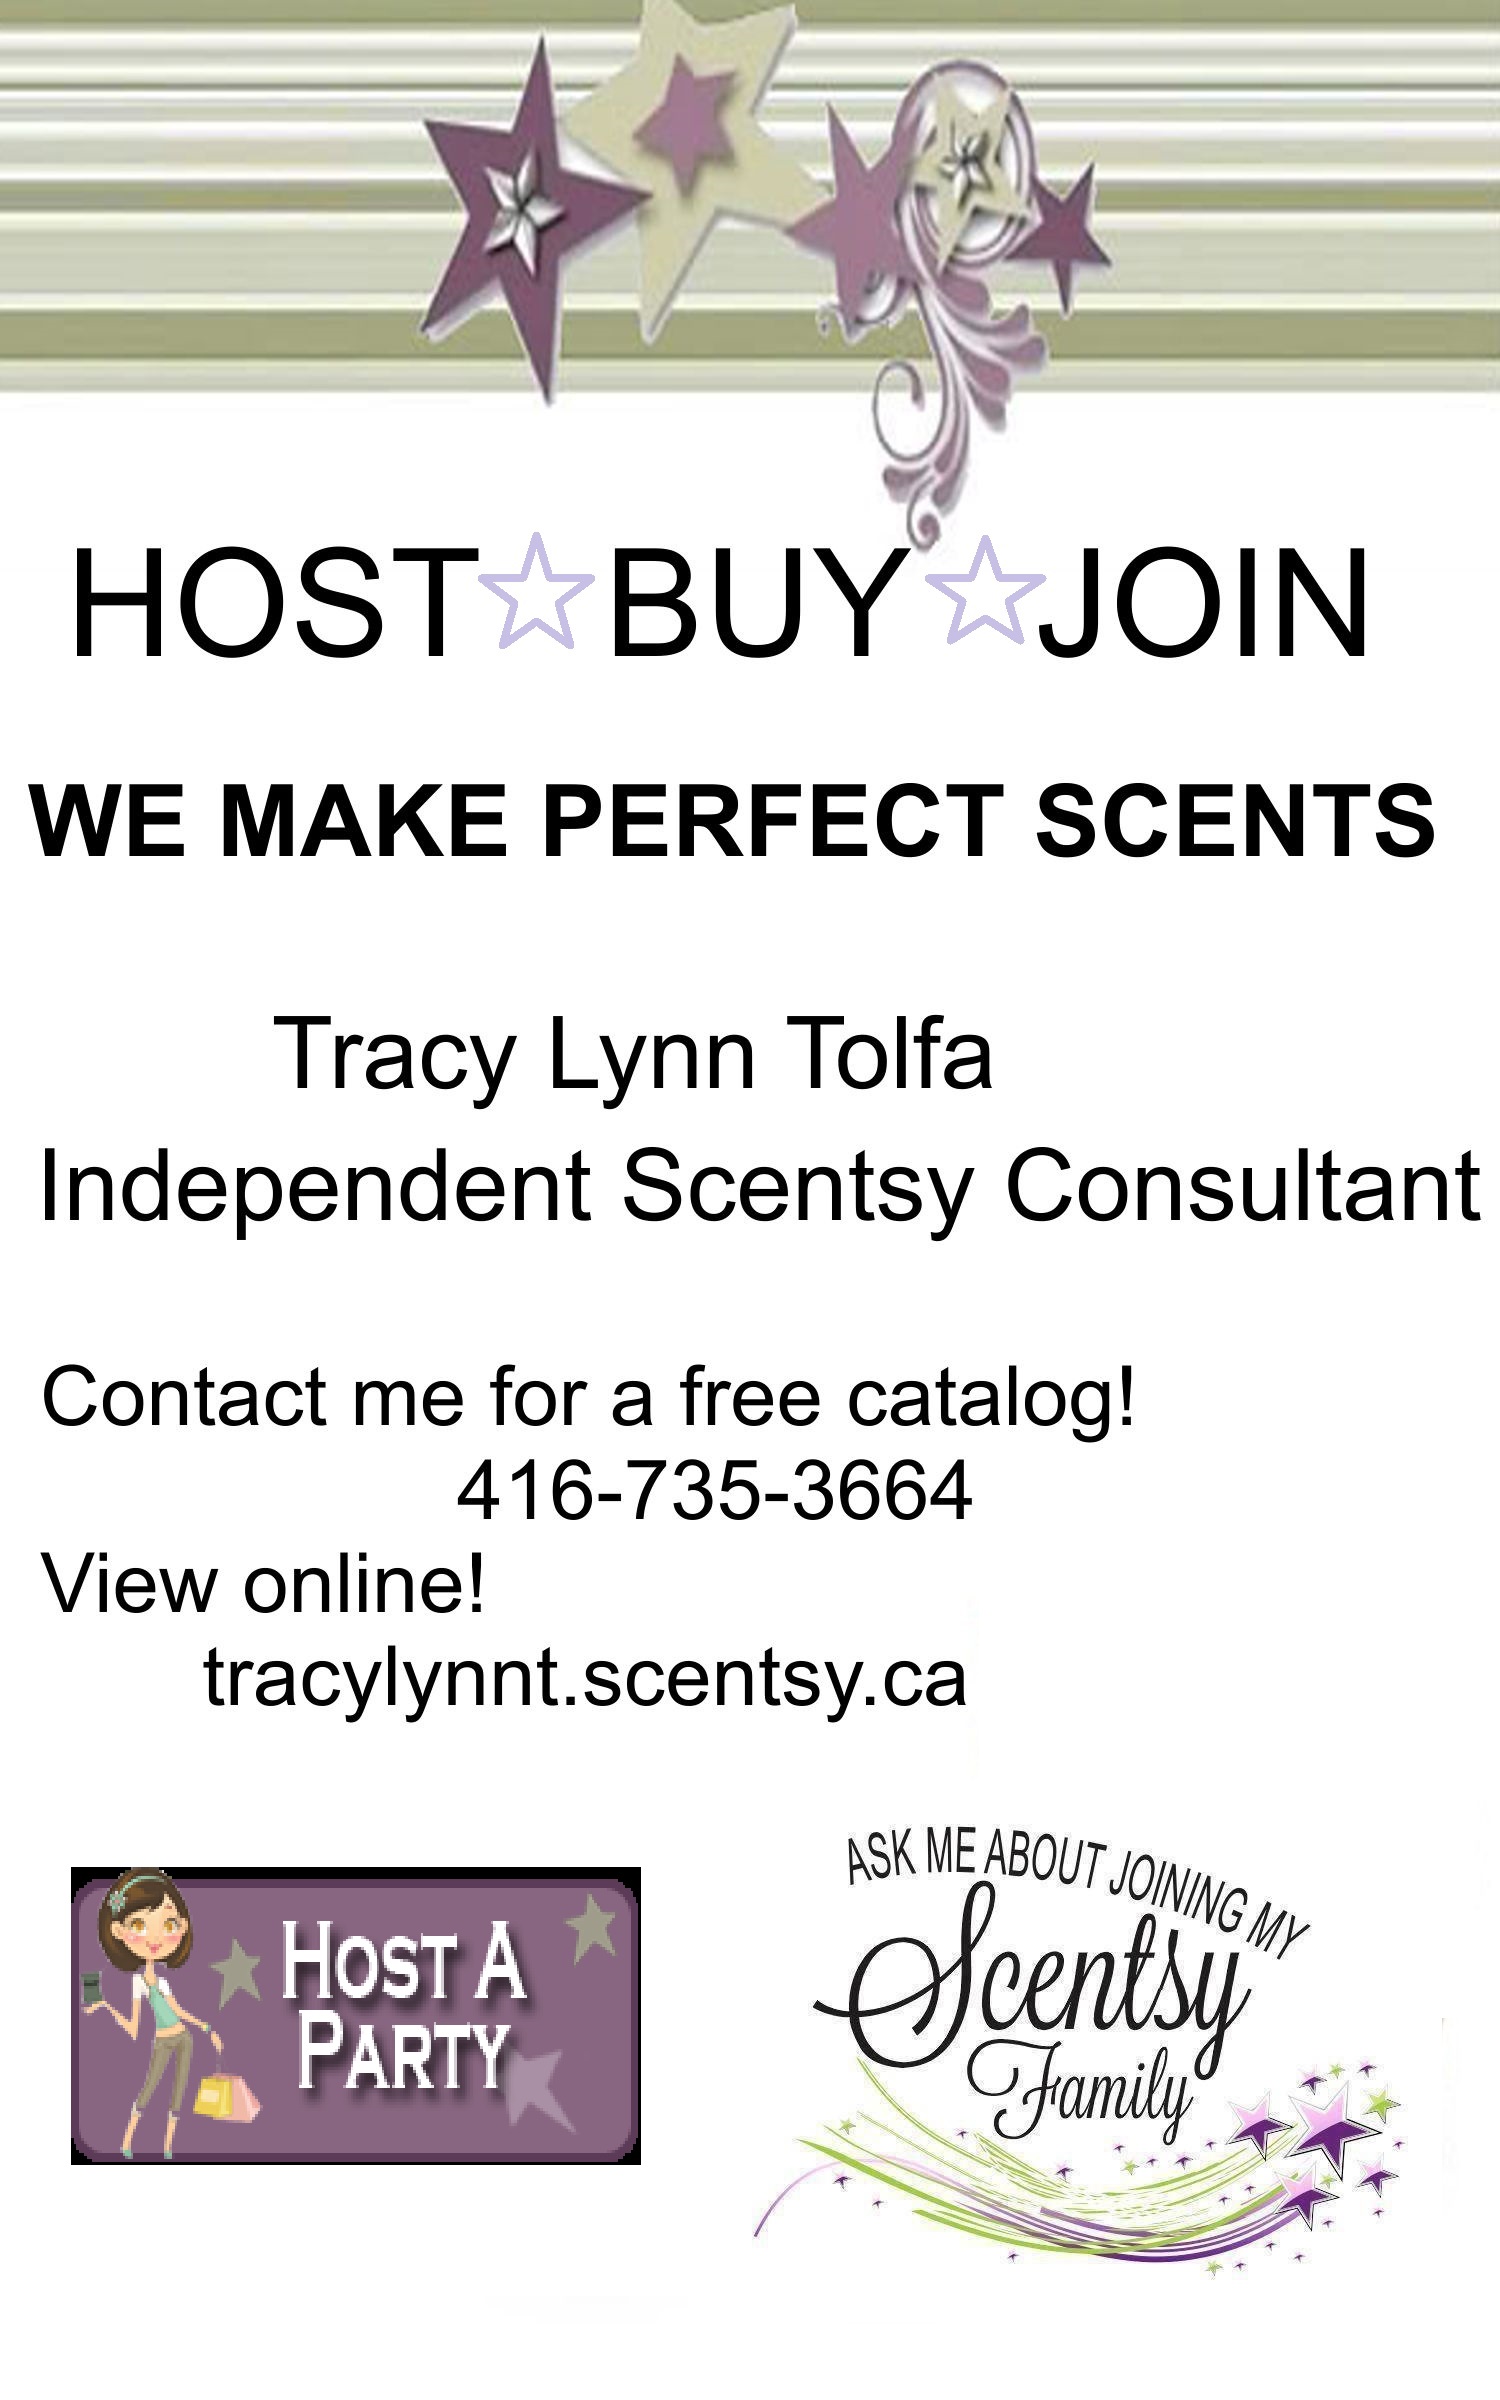 HOST☆BUY☆JOIN
WE MAKE PERFECT SCENTS
Tracy Lynn Tolfa
Independent Scentsy Consultant
Contact me for a free catalog!
416-735-3664
View online!
tracylynnt.scentsy.ca
HOST A
PARTY
ASK ME ABOUT JOINING MY
Scentsy
Family